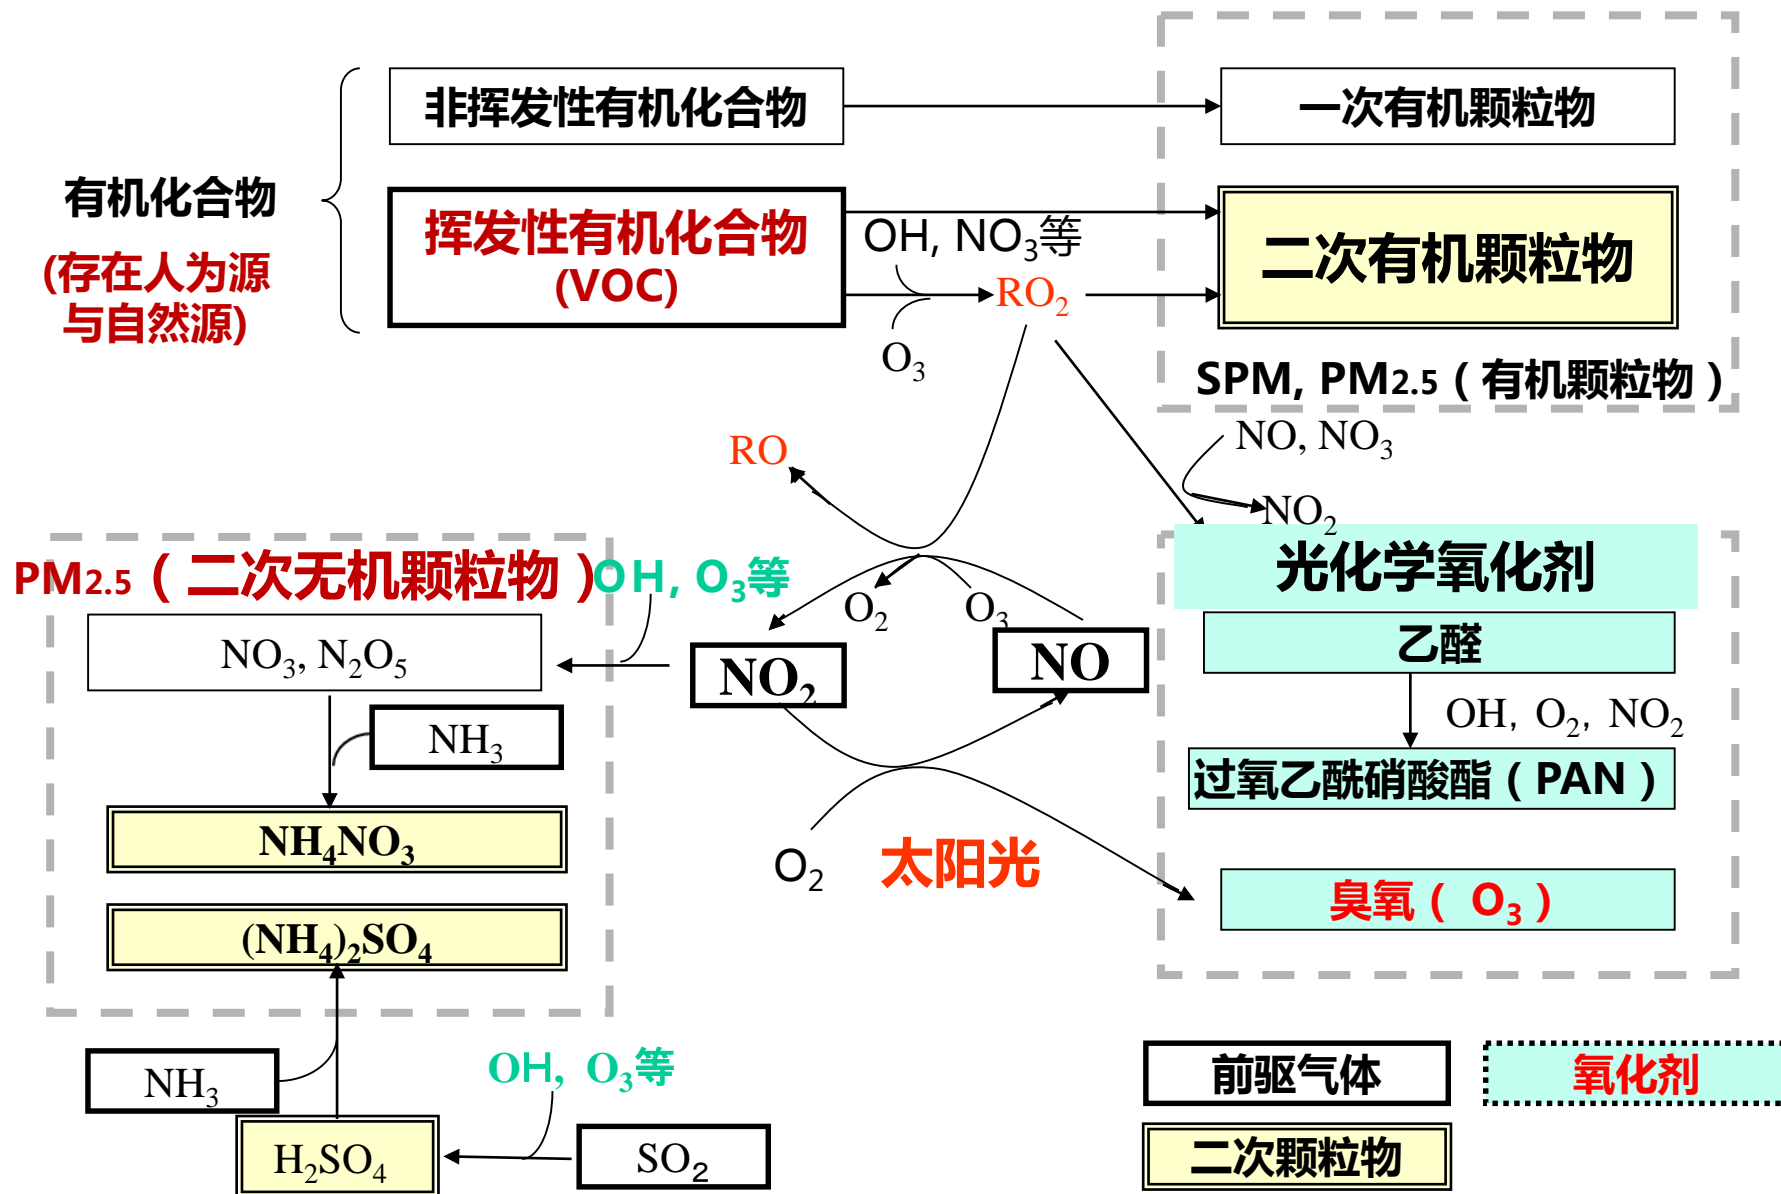 非挥发性有机化合物
一次有机颗粒物
有机化合物
(存在人为源
与自然源)
挥发性有机化合物
(VOC)
OH, NO₃等
RO₂
O₃
二次有机颗粒物
SPM, PM2.5（有机颗粒物）
NO, NO₃
NO₂
RO
PM2.5（二次无机颗粒物）
OH, O₃等
O₂
O₃
光化学氧化剂
乙醛
OH, O₂, NO₂
过氧乙酰硝酸酯（PAN）
臭氧（ O₃ ）
NO₃, N₂O₅
NO₂
NO
NH₃
NH₄NO₃
(NH₄)₂SO₄
O₂
太阳光
NH₃
OH, O₃等
H₂SO₄
SO₂
前驱气体
氧化剂
二次颗粒物